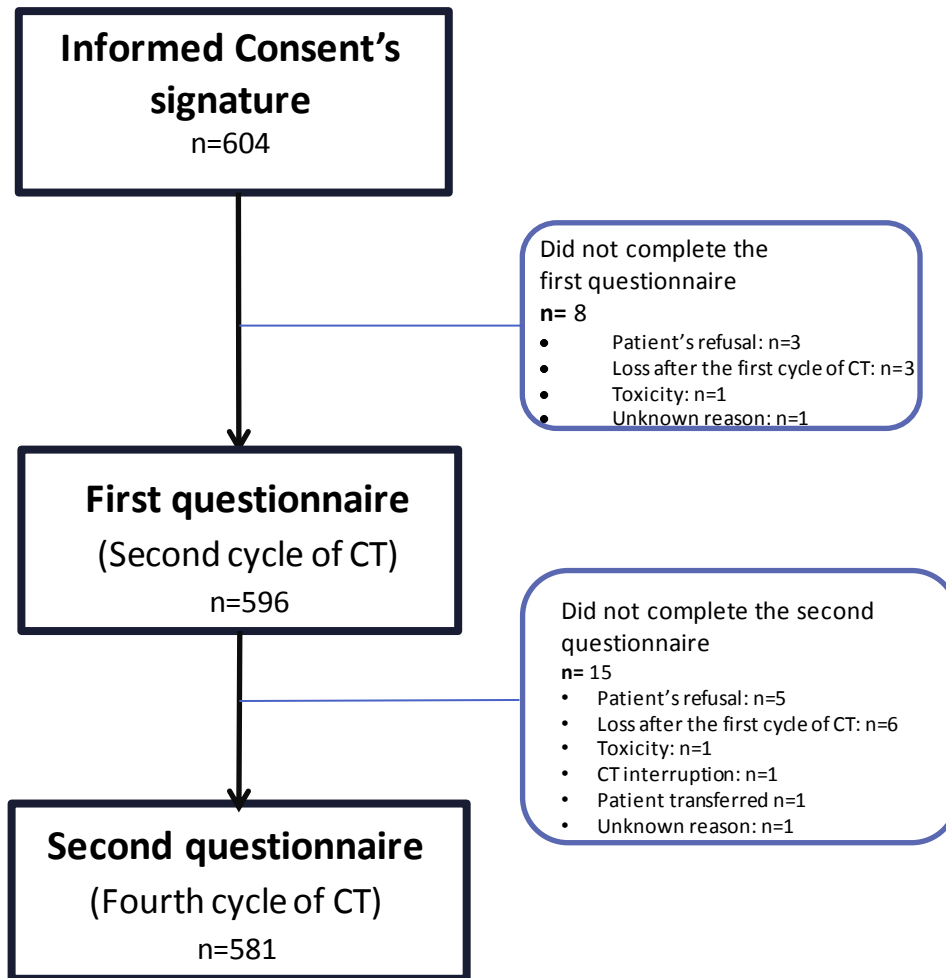 Informed Consent’s
signature
n=604
Did not complete the
first questionnaire
n= 8
• Patient’s refusal: n=3
• Loss after the first cycle of CT: n=3
• Toxicity: n=1
• Unknown reason: n=1
First questionnaire
(Second cycle of CT)
n=596
Did not complete the second
questionnaire
n= 15
• Patient’s refusal: n=5
• Loss after the first cycle of CT: n=6
• Toxicity: n=1
• CT interruption: n=1
• Patient transferred n=1
• Unknown reason: n=1
Second questionnaire
(Fourth cycle of CT)
n=581